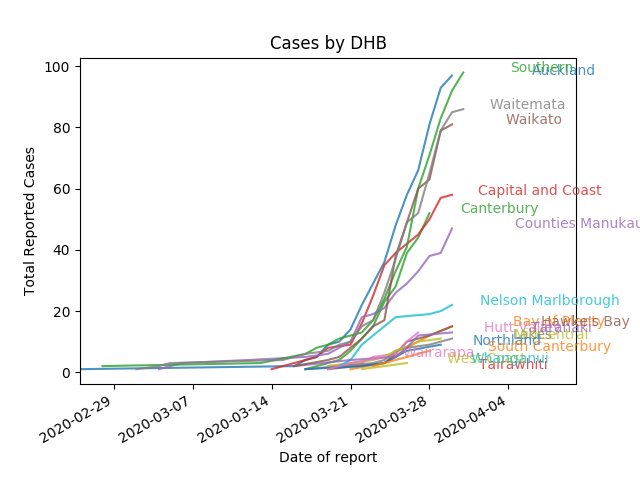 Cases by DHB
Total Reported Cases
100
80
60
40
20
0
Southern
Auckland
Waitemata
Waikato
Capital and Coast
Canterbury
Counties Manukau
Nelson Marlborough
Bay of Plenty
Hawke's Bay
Hutt Valley
Taranaki
Lakes
MidCentral
Northland
South Canterbury
Wairarapa
West Coast
Whanganui
Tairāwhiti
2020-02-29
2020-03-07
2020-03-14
2020-03-21
2020-03-28
2020-04-04
Date of report